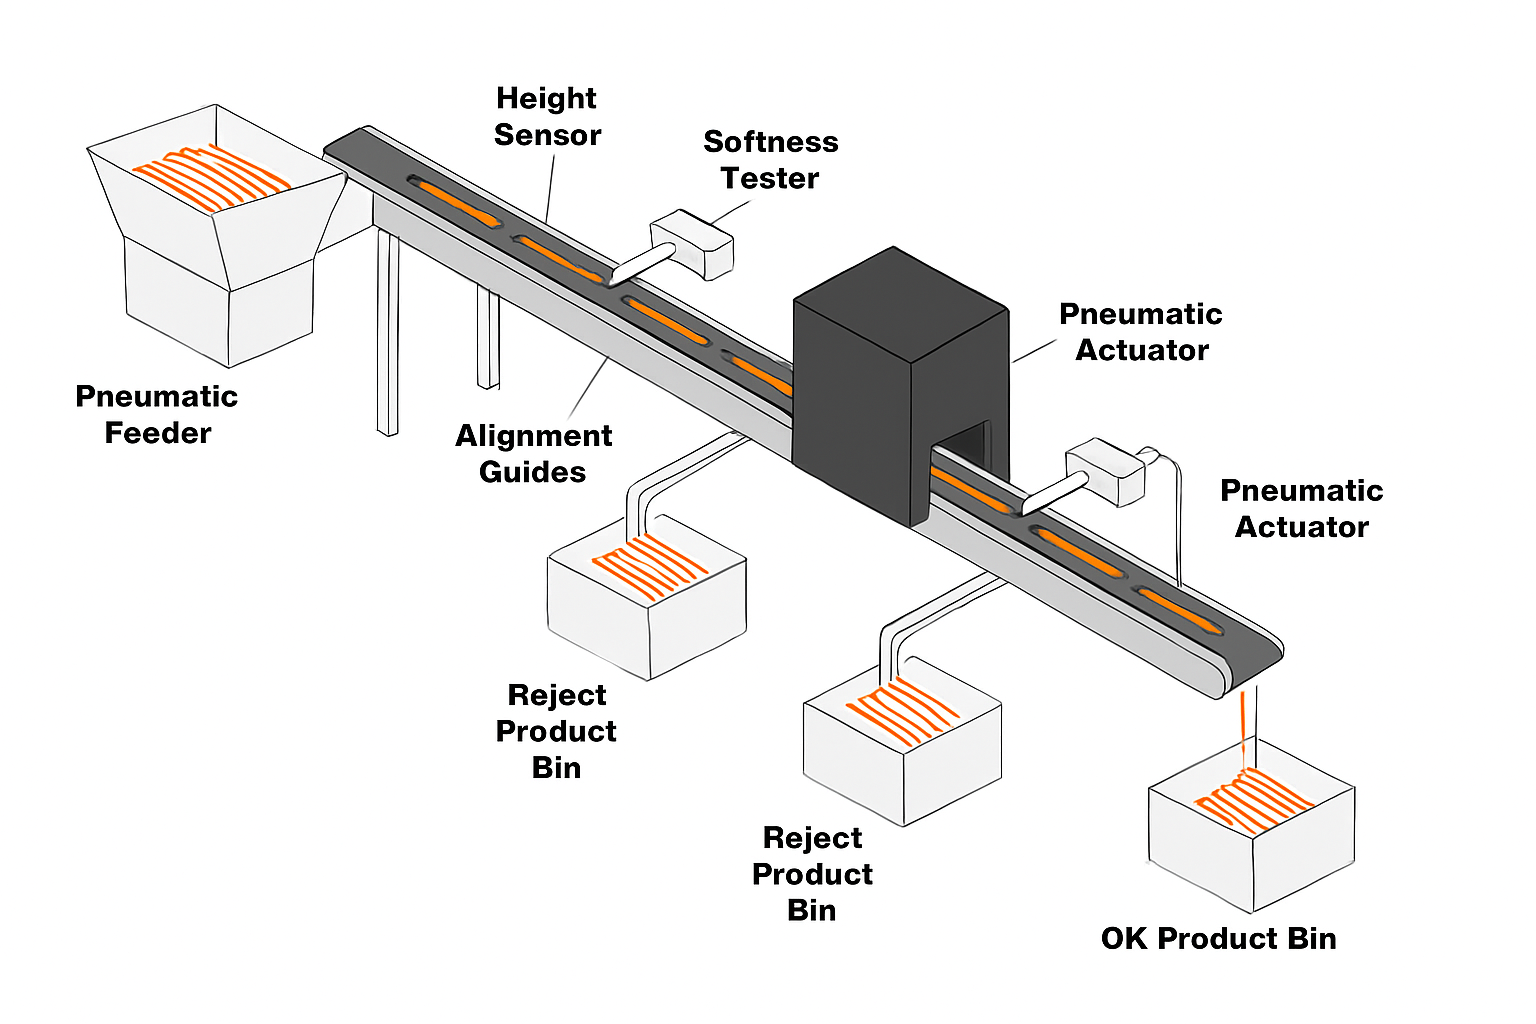 Height
Sensor
Softness
Tester
Pneumatic
Actuator
Pneumatic
Feeder
Alignment
Guides
Pneumatic
Actuator
Reject
Product
Bin
Reject
Product
Bin
OK Product Bin